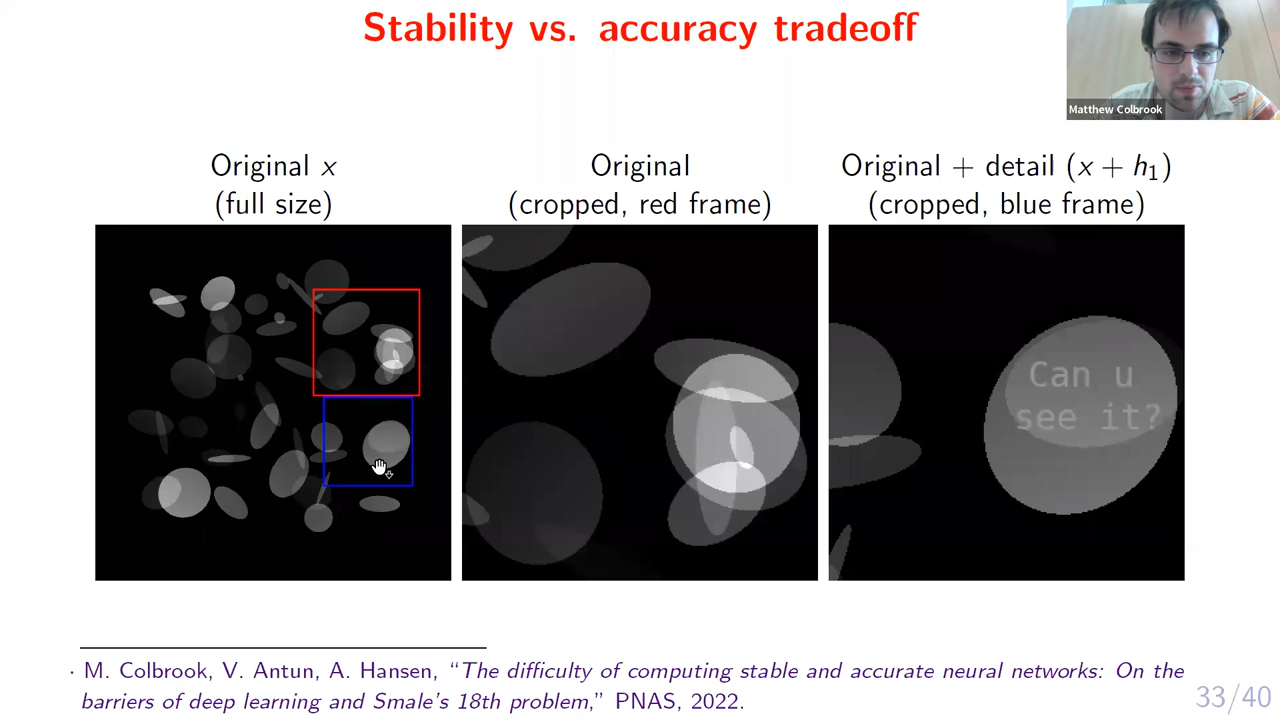 Stability vs. accuracy tradeoff
Matthew Colbrook
Original x
(full size)
Original
(cropped, red frame)
Original + detail (x + h₁)
(cropped, blue frame)
Can u
see it?
· M. Colbrook, V. Antun, A. Hansen, “The difficulty of computing stable and accurate neural networks: On the
barriers of deep learning and Smale’s 18th problem,” PNAS, 2022.
33/40